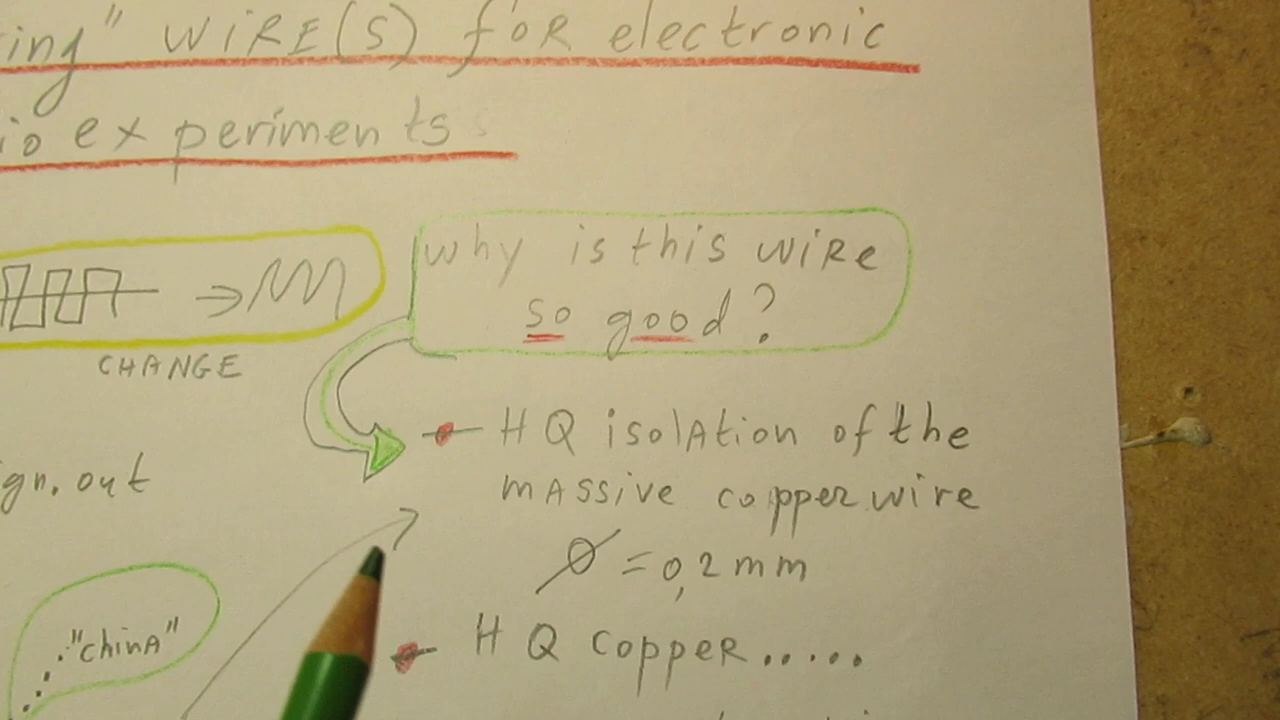 ing" WiRE(S) foR electronic
io experiments
why is this wiRE
so good?
CHANGE
HQ isolAtion of the
mASSive copper wire
gn. out
Ø = 0,2 mm
"chinA"
HQ copper.....